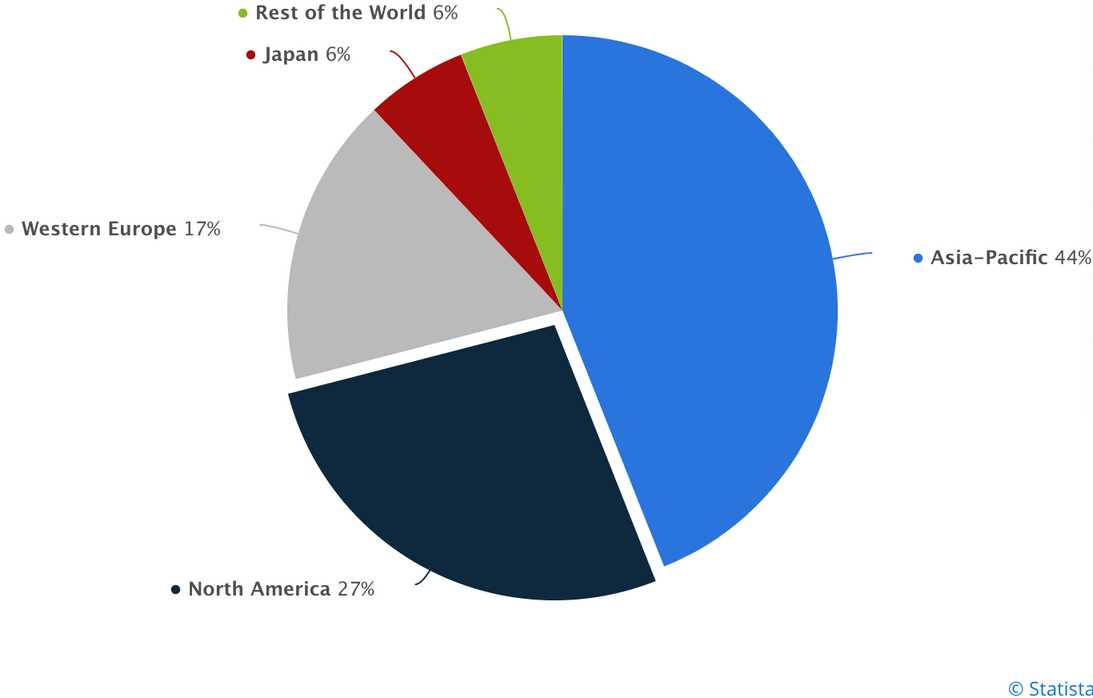 Rest of the World 6%
Japan 6%
Western Europe 17%
Asia-Pacific 44%
North America 27%
© Statista